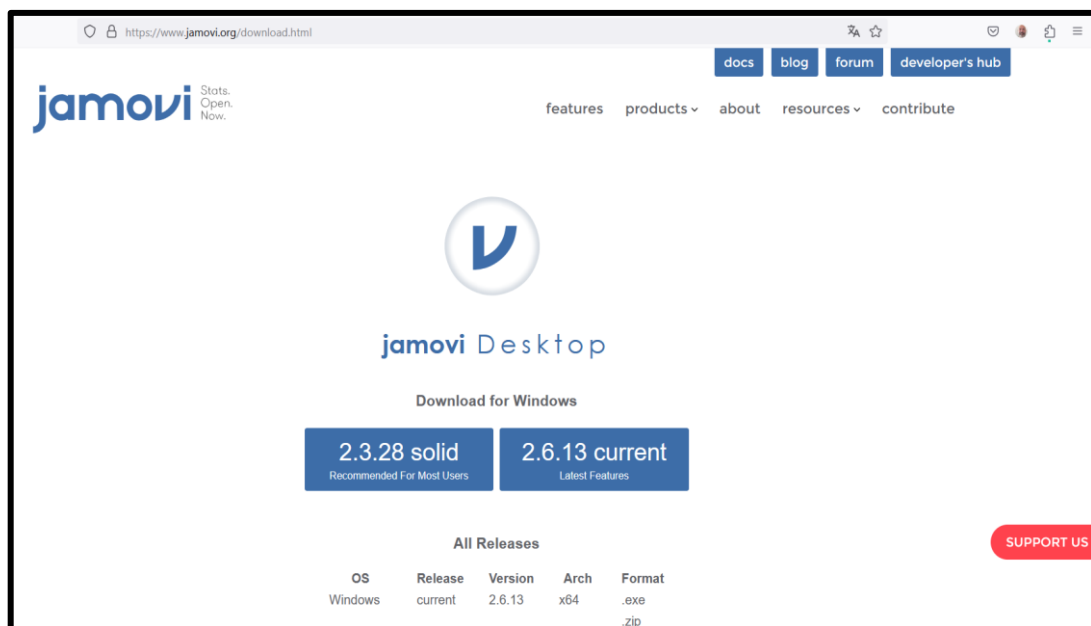 https://www.jamovi.org/download.html
docs blog forum developer's hub
jamovi Stats.
Open.
Now.
features products about resources contribute
jamovi Desktop
Download for Windows
2.3.28 solid 2.6.13 current
Recommended For Most Users Latest Features
All Releases
SUPPORT US
OS Release Version Arch Format
Windows current 2.6.13 x64 .exe
.zip